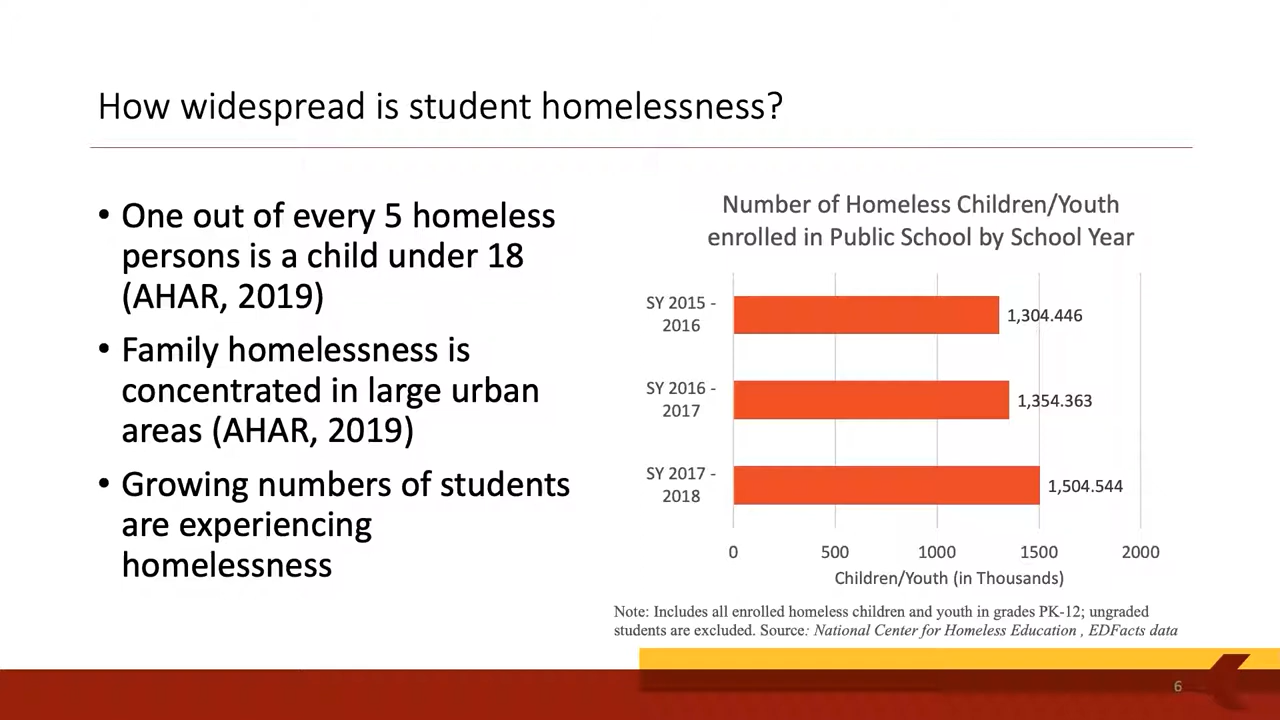 How widespread is student homelessness?
• One out of every 5 homeless
persons is a child under 18
(AHAR, 2019)
• Family homelessness is
concentrated in large urban
areas (AHAR, 2019)
• Growing numbers of students
are experiencing
homelessness
Number of Homeless Children/Youth
enrolled in Public School by School Year
SY 2015 -
2016
1,304.446
SY 2016 -
2017
1,354.363
SY 2017 -
2018
1,504.544
0 500 1000 1500 2000
Children/Youth (in Thousands)
Note: Includes all enrolled homeless children and youth in grades PK-12; ungraded
students are excluded. Source: National Center for Homeless Education , EDFacts data
6